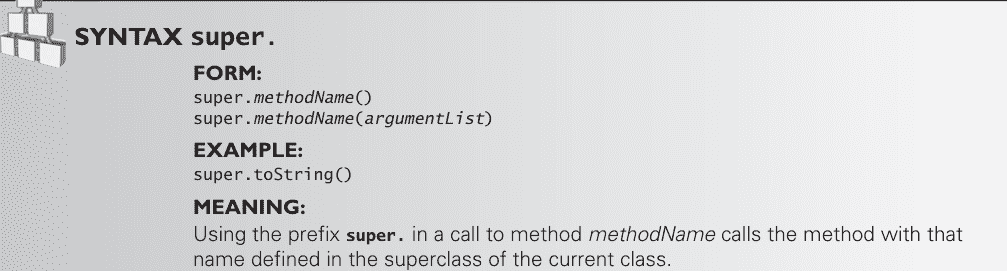 SYNTAX super.
FORM:
super.methodName()
super.methodName(argumentList)
EXAMPLE:
super.toString()
MEANING:
Using the prefix super. in a call to method methodName calls the method with that
name defined in the superclass of the current class.